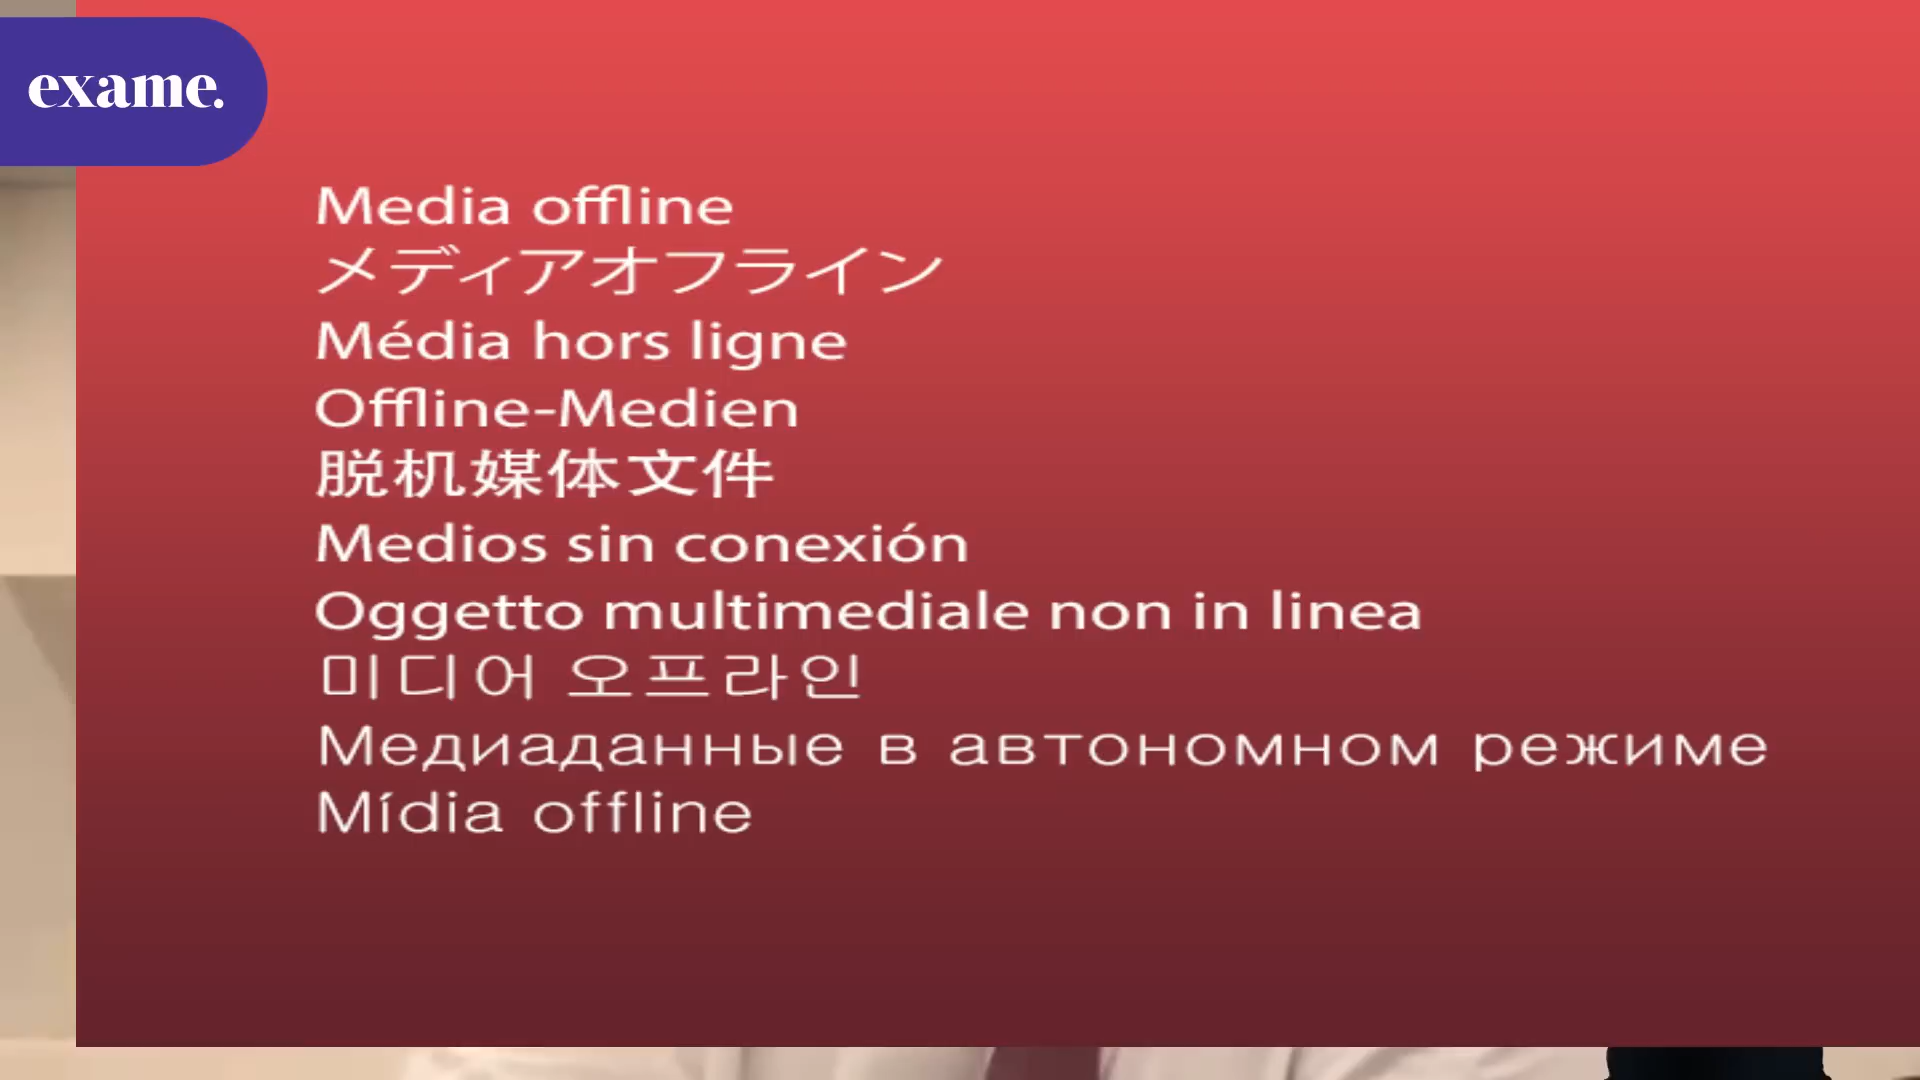 exame.
Media offline
メディアオフライン
Média hors ligne
Offline-Medien
脱机媒体文件
Medios sin conexión
Oggetto multimediale non in linea
미디어 오프라인
Медиаданные в автономном режиме
Mídia offline